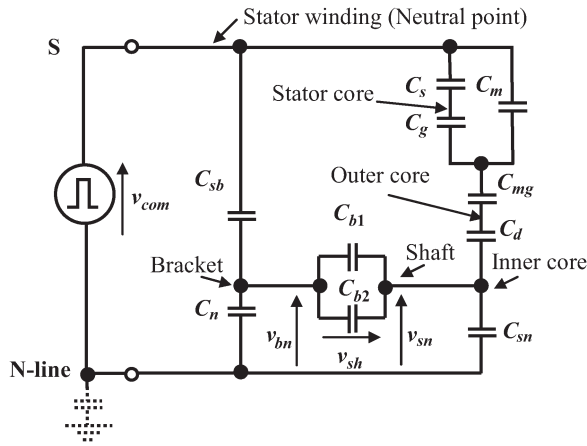 Stator winding (Neutral point)
S
Stator core
C_s
C_m
C_g
v_com
C_sb
Outer core
C_mg
C_b1
C_d
Bracket
Shaft
Inner core
C_n
C_b2
v_bn
v_sh
v_sn
C_sn
N-line